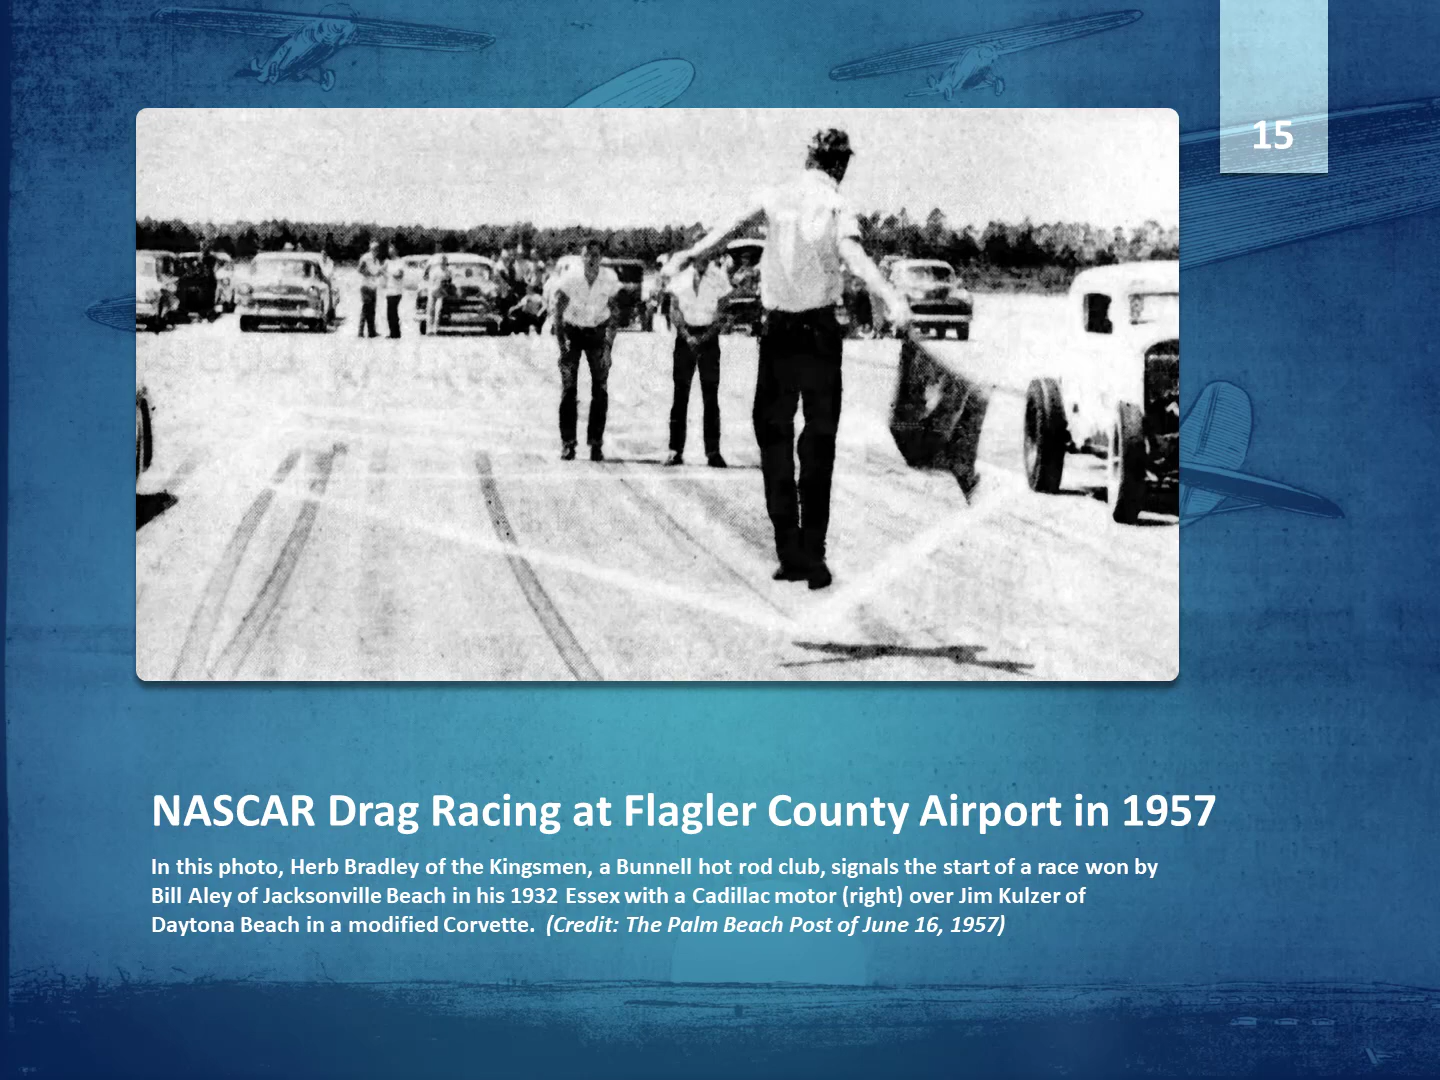 15
NASCAR Drag Racing at Flagler County Airport in 1957
In this photo, Herb Bradley of the Kingsmen, a Bunnell hot rod club, signals the start of a race won by
Bill Aley of Jacksonville Beach in his 1932 Essex with a Cadillac motor (right) over Jim Kulzer of
Daytona Beach in a modified Corvette. (Credit: The Palm Beach Post of June 16, 1957)